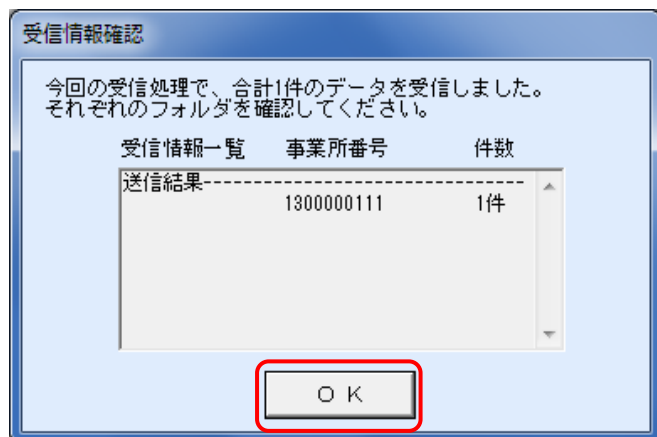 受信情報確認
今回の受信処理で、合計1件のデータを受信しました。
それぞれのフォルダを確認してください。
受信情報一覧 事業所番号 件数
送信結果--------------------------------
1300000111 1件
ＯＫ